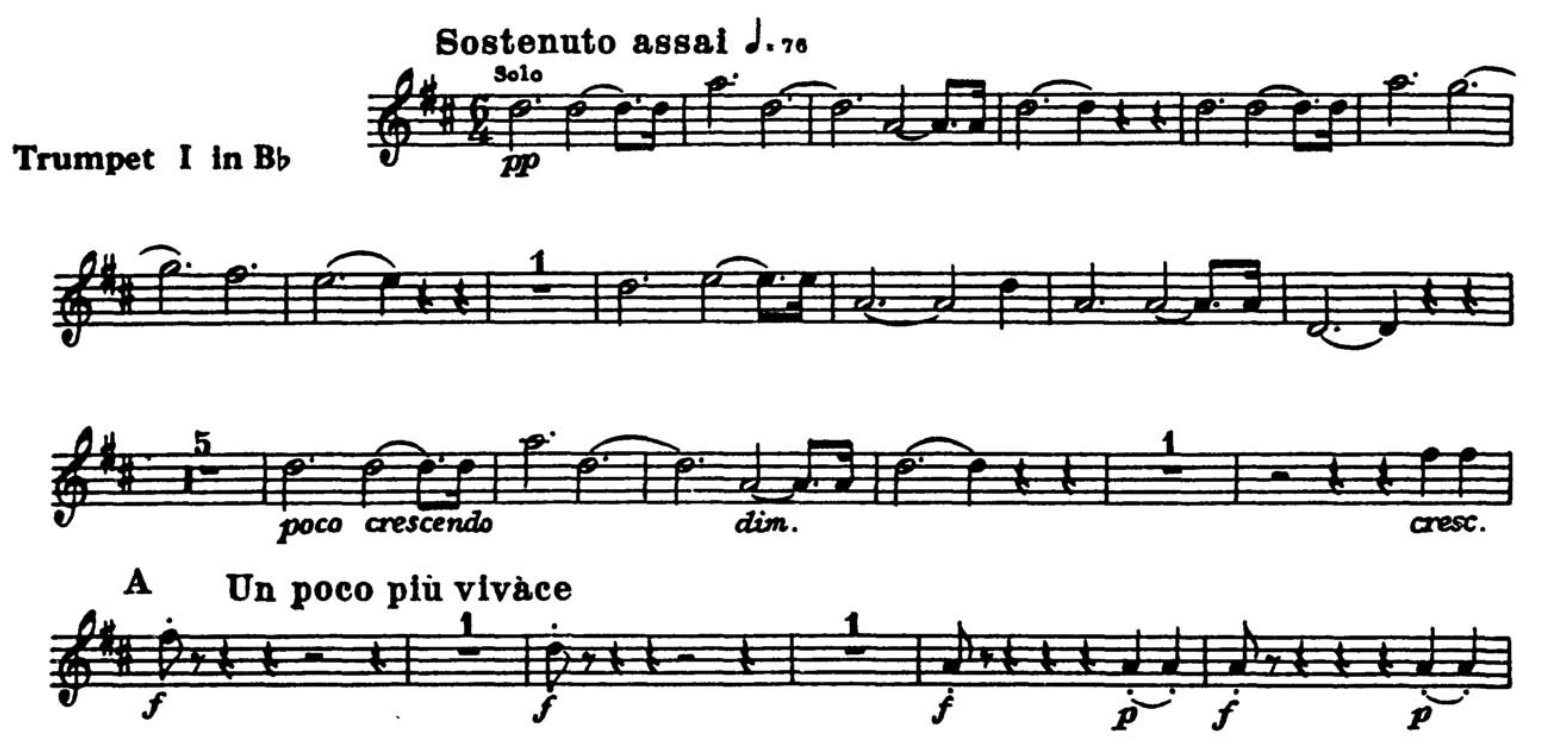 Sostenuto assai ♩.76
Solo
6
4
Trumpet I in B♭
pp
1
5
1
poco crescendo
dim.
cresc.
A Un poco più vivàce
1
1
f
f
f
p
f
p